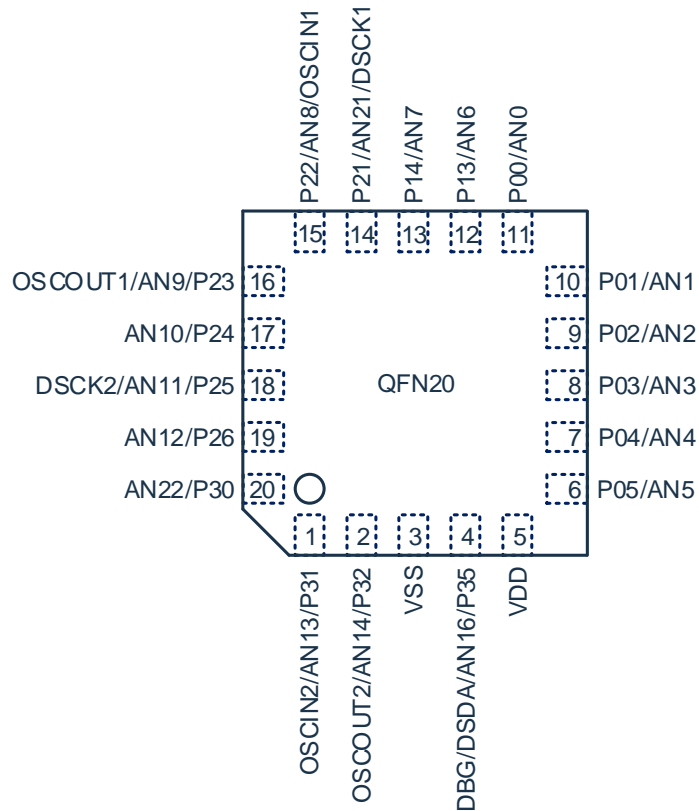 P22/AN8/OSCIN1
P21/AN21/DSCK1
P14/AN7
P13/AN6
P00/AN0
15
14
13
12
11
OSCOUT1/AN9/P23
16
10
P01/AN1
AN10/P24
17
9
P02/AN2
DSCK2/AN11/P25
18
QFN20
8
P03/AN3
AN12/P26
19
7
P04/AN4
AN22/P30
20
6
P05/AN5
1
2
3
4
5
OSCIN2/AN13/P31
OSCOUT2/AN14/P32
VSS
DBG/DSDA/AN16/P35
VDD